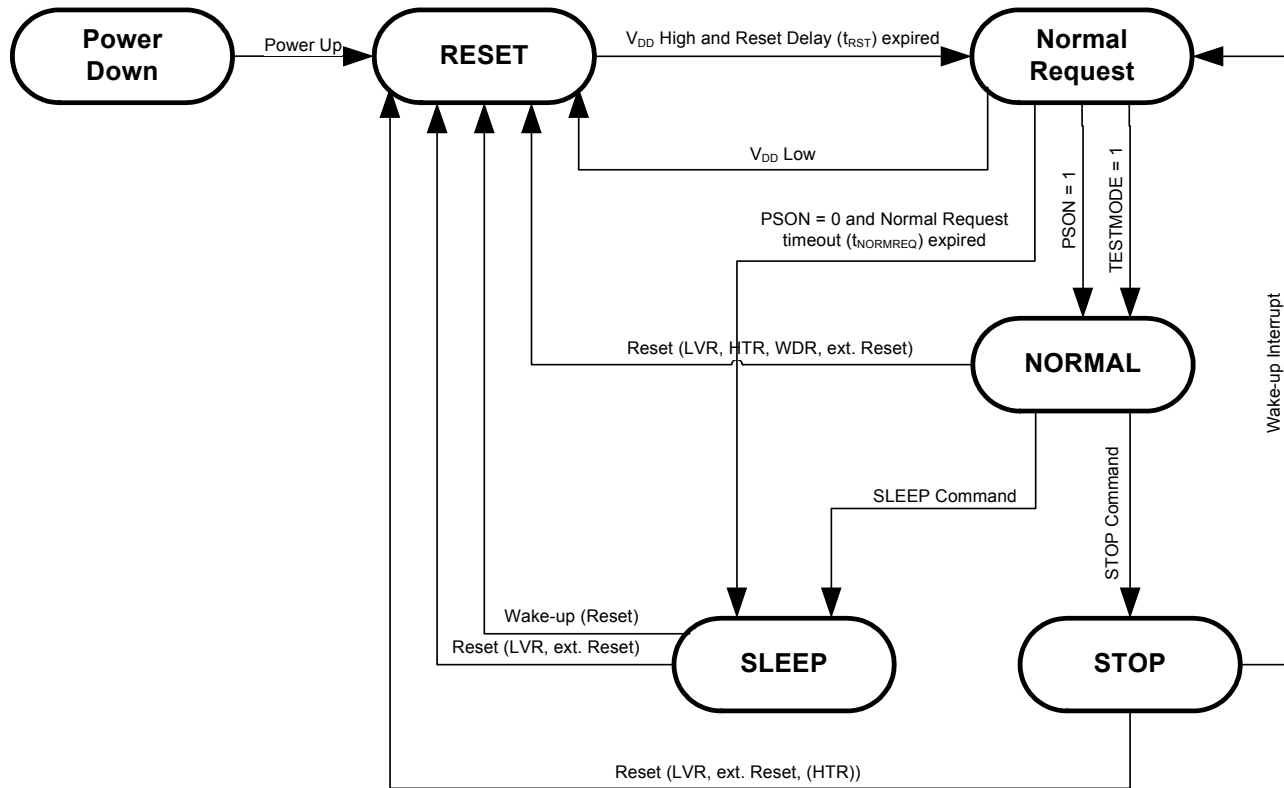 Power
Down
Power Up
RESET
V_DD High and Reset Delay (t_RST) expired
Normal
Request
V_DD Low
PSON = 0 and Normal Request
timeout (t_NORMREQ) expired
PSON = 1
TESTMODE = 1
Wake-up Interrupt
Reset (LVR, HTR, WDR, ext. Reset)
NORMAL
SLEEP Command
STOP Command
Wake-up (Reset)
Reset (LVR, ext. Reset)
SLEEP
STOP
Reset (LVR, ext. Reset, (HTR))